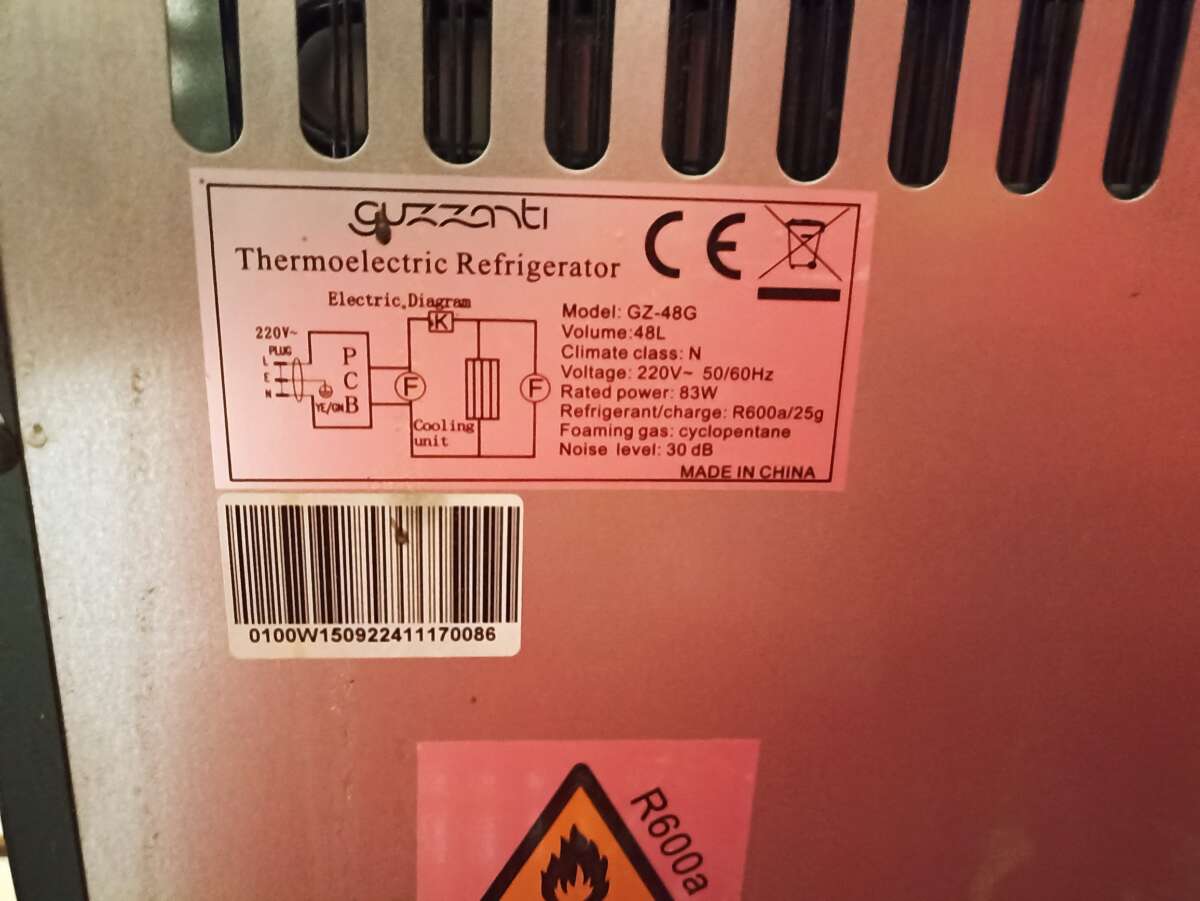 guzzanti
Thermoelectric Refrigerator
CE
Electric.Diagram
220V~
PLUG
L
E
N
YE/GN
P
C
B
F
K
F
Cooling
unit
Model: GZ-48G
Volume:48L
Climate class: N
Voltage: 220V~ 50/60Hz
Rated power: 83W
Refrigerant/charge: R600a/25g
Foaming gas: cyclopentane
Noise level: 30 dB
MADE IN CHINA
0100W150922411170086
R600a